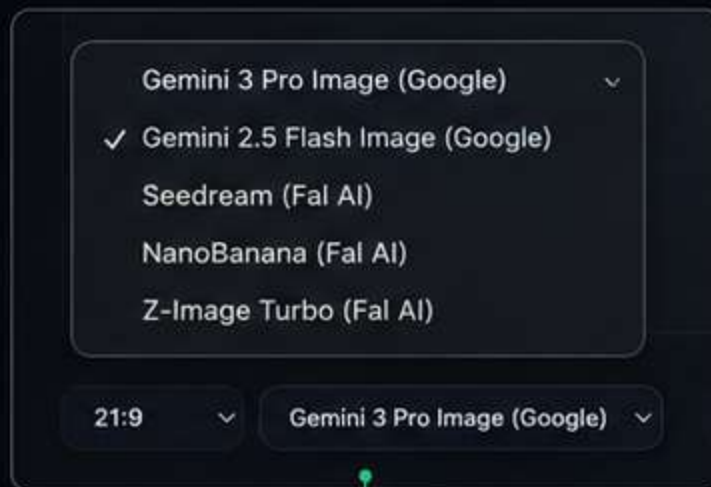 Gemini 3 Pro Image (Google)
Gemini 2.5 Flash Image (Google)
Seedream (Fal AI)
NanoBanana (Fal AI)
Z-Image Turbo (Fal AI)
21:9 Gemini 3 Pro Image (Google)